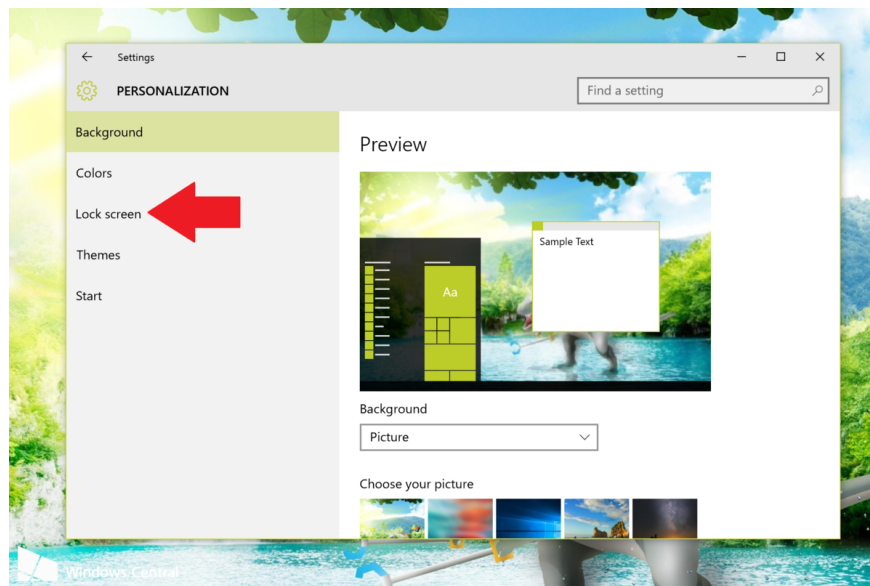 Settings
PERSONALIZATION
Find a setting
Background
Colors
Lock screen
Themes
Start
Preview
Sample Text
Aa
Background
Picture
Choose your picture
Windows Central